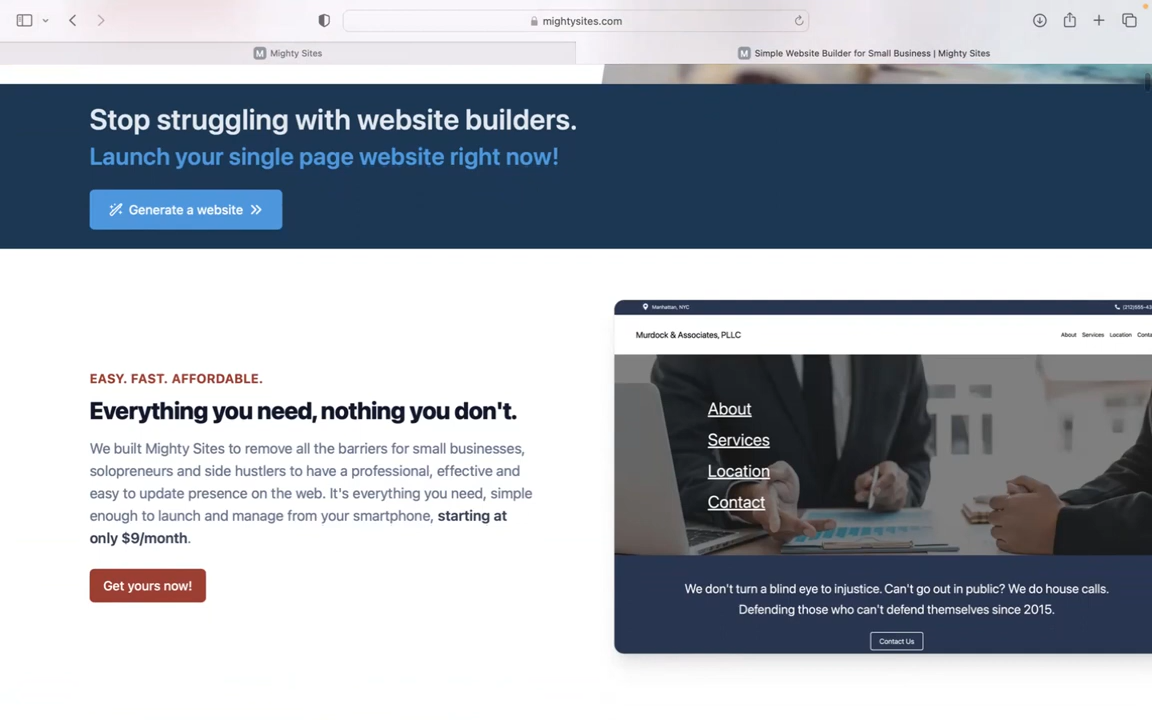 mightysites.com
M Mighty Sites
M Simple Website Builder for Small Business | Mighty Sites
Stop struggling with website builders.
Launch your single page website right now!
Generate a website
EASY. FAST. AFFORDABLE.
Everything you need, nothing you don't.
We built Mighty Sites to remove all the barriers for small businesses,
solopreneurs and side hustlers to have a professional, effective and
easy to update presence on the web. It's everything you need, simple
enough to launch and manage from your smartphone, starting at
only $9/month.
Get yours now!
Manhattan, NYC
Murdock & Associates, PLLC
About Services Location
About
Services
Location
Contact
We don't turn a blind eye to injustice. Can't go out in public? We do house calls.
Defending those who can't defend themselves since 2015.
Contact Us